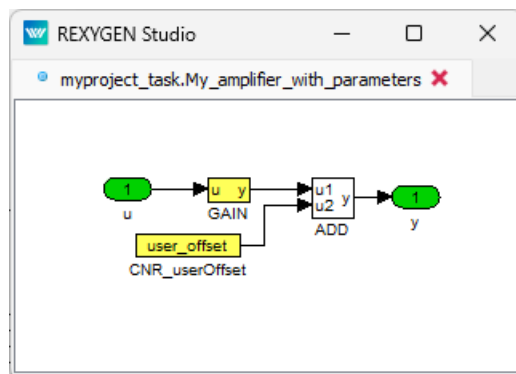 REXYGEN Studio
myproject_task.My_amplifier_with_parameters
1
u y
u1
u2
y
1
u
GAIN
ADD
y
user_offset
CNR_userOffset